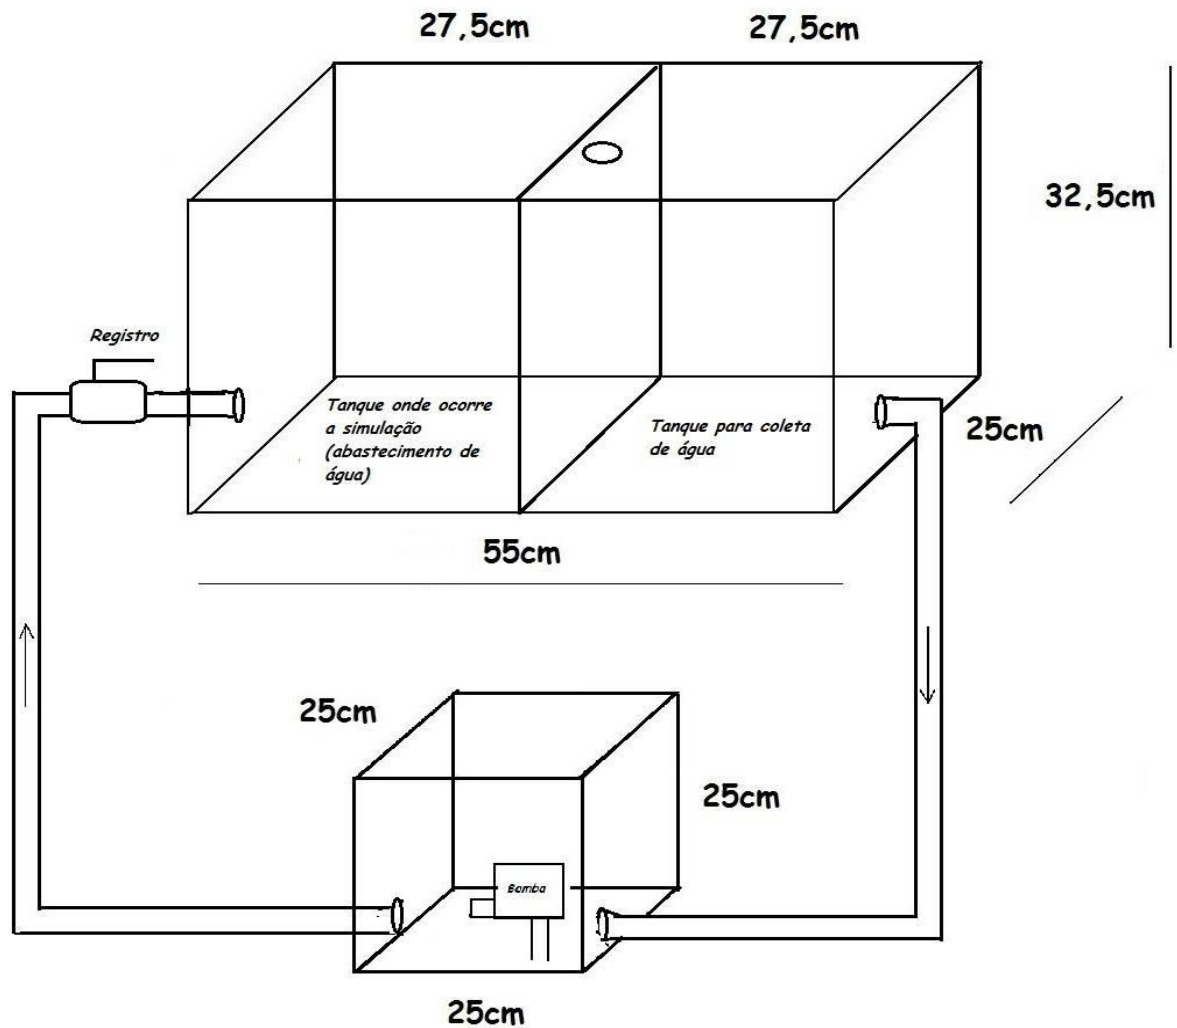 27,5cm
27,5cm
32,5cm
Registro
Tanque onde ocorre
a simulação
(abastecimento de
água)
Tanque para coleta
de água
25cm
55cm
25cm
25cm
Bomba
25cm